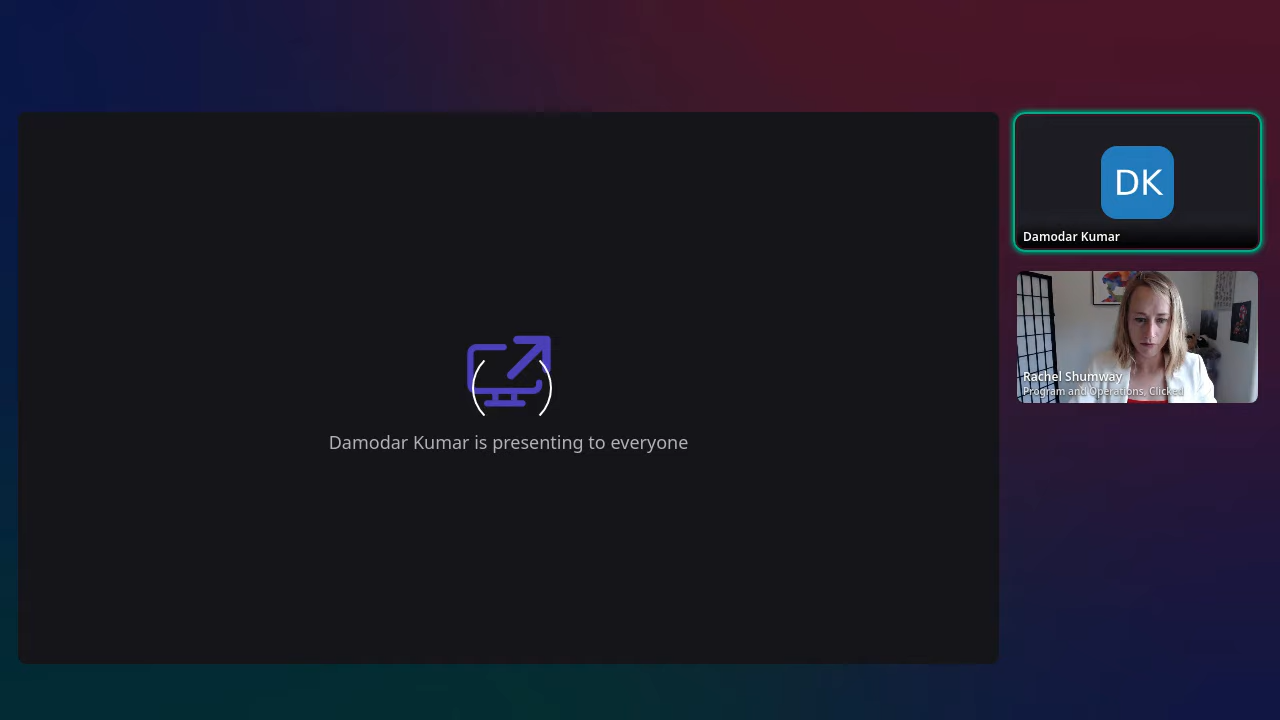 Damodar Kumar is presenting to everyone
DK
Damodar Kumar
Rachel Shumway
Program and Operations, Clicked